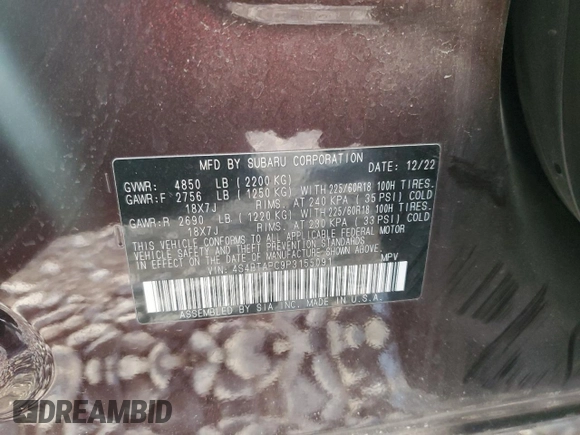 MFD BY SUBARU CORPORATION DATE: 12/22
GVWR: 4850 LB (2200 KG)
GAWR:F 2756 LB (1250 KG) WITH 225/60R18 100H TIRES.
18X7J RIMS. AT 240 KPA (35 PSI) COLD
GAWR:R 2690 LB (1220 KG) WITH 225/60R18 100H TIRES.
18X7J RIMS. AT 230 KPA (33 PSI) COLD
THIS VEHICLE CONFORMS TO ALL APPLICABLE FEDERAL MOTOR
VEHICLE SAFETY AND THEFT PREVENTION STANDARDS
IN EFFECT ON THE DATE OF MANUFACTURE SHOWN ABOVE.
VIN: MPV
ASSEMBLED BY SIA, INC. MADE IN U.S.A.
DREAMBID